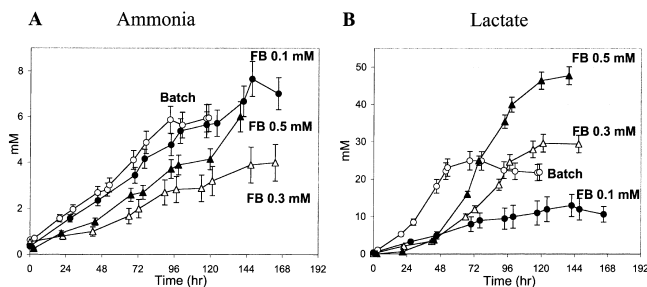 A Ammonia
FB 0.1 mM
Batch
FB 0.5 mM
FB 0.3 mM
mM
8
6
4
2
0
0 24 48 72 96 120 144 168 192
Time (hr)
B Lactate
FB 0.5 mM
FB 0.3 mM
Batch
FB 0.1 mM
mM
50
40
30
20
10
0
0 24 48 72 96 120 144 168 192
Time (hr)